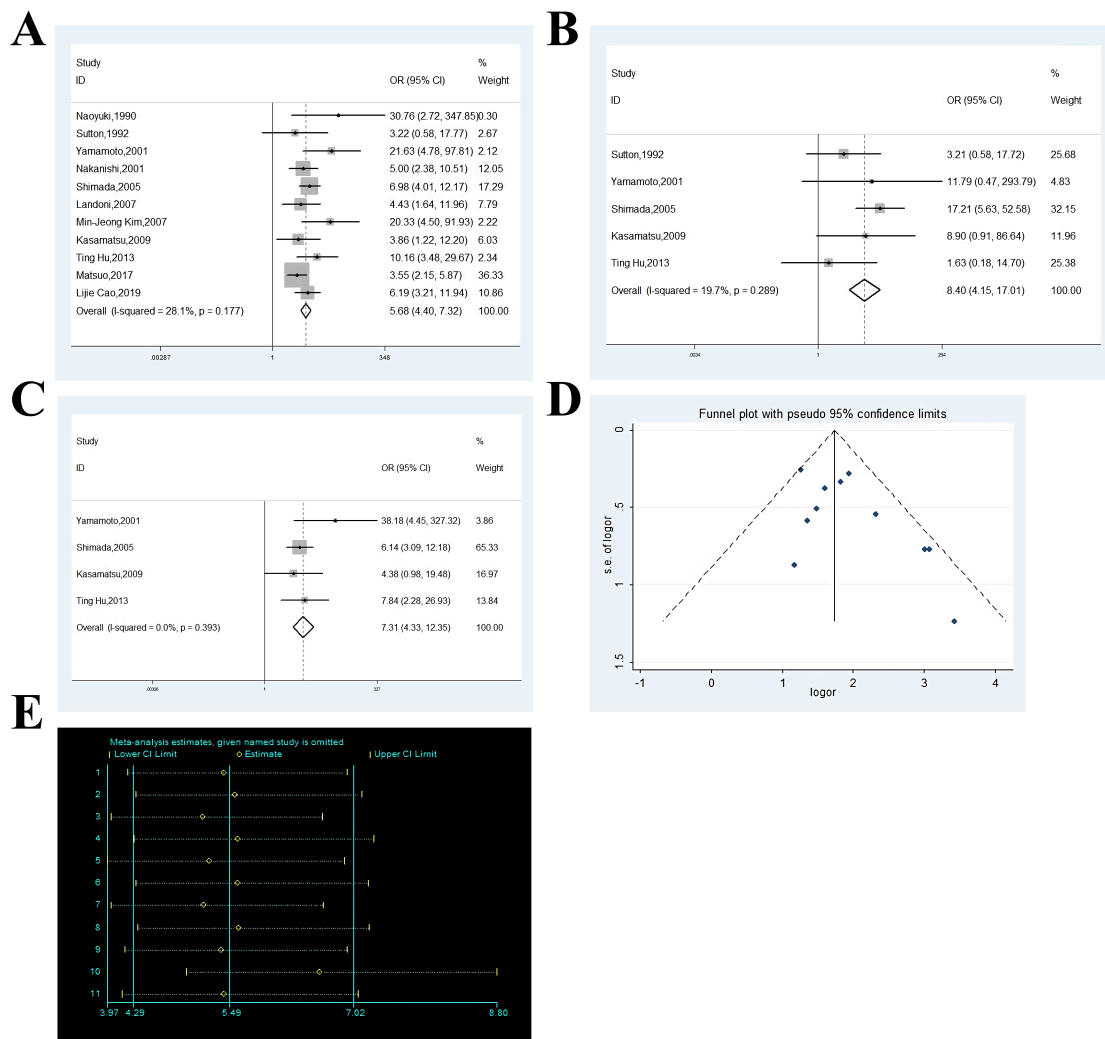 A
Study %
ID OR (95% CI) Weight
Naoyuki,1990 30.76 (2.72, 347.85)0.30
Sutton,1992 3.22 (0.58, 17.77) 2.67
Yamamoto,2001 21.63 (4.78, 97.81) 2.12
Nakanishi,2001 5.00 (2.38, 10.51) 12.05
Shimada,2005 6.98 (4.01, 12.17) 17.29
Landoni,2007 4.43 (1.64, 11.96) 7.79
Min-Jeong Kim,2007 20.33 (4.50, 91.93) 2.22
Kasamatsu,2009 3.86 (1.22, 12.20) 6.03
Ting Hu,2013 10.16 (3.48, 29.67) 2.34
Matsuo,2017 3.55 (2.15, 5.87) 36.33
Lijie Cao,2019 6.19 (3.21, 11.94) 10.86
Overall (I-squared = 28.1%, p = 0.177) 5.68 (4.40, 7.32) 100.00
.00287 1 348
B
Study %
ID OR (95% CI) Weight
Sutton,1992 3.21 (0.58, 17.72) 25.68
Yamamoto,2001 11.79 (0.47, 293.79) 4.83
Shimada,2005 17.21 (5.63, 52.58) 32.15
Kasamatsu,2009 8.90 (0.91, 86.64) 11.96
Ting Hu,2013 1.63 (0.18, 14.70) 25.38
Overall (I-squared = 19.7%, p = 0.289) 8.40 (4.15, 17.01) 100.00
.0034 1 294
C
Study %
ID OR (95% CI) Weight
Yamamoto,2001 38.18 (4.45, 327.32) 3.86
Shimada,2005 6.14 (3.09, 12.18) 65.33
Kasamatsu,2009 4.38 (0.98, 19.48) 16.97
Ting Hu,2013 7.84 (2.28, 26.93) 13.84
Overall (I-squared = 0.0%, p = 0.393) 7.31 (4.33, 12.35) 100.00
1 327
D
Funnel plot with pseudo 95% confidence limits
s.e. of logor
0
.5
1
1.5
-1 0 1 2 3 4
logor
E
Meta-analysis estimates, given named study is omitted
Lower CI Limit Estimate Upper CI Limit
1
2
3
4
5
6
7
8
9
10
11
3.97 4.29 5.49 7.02 8.80